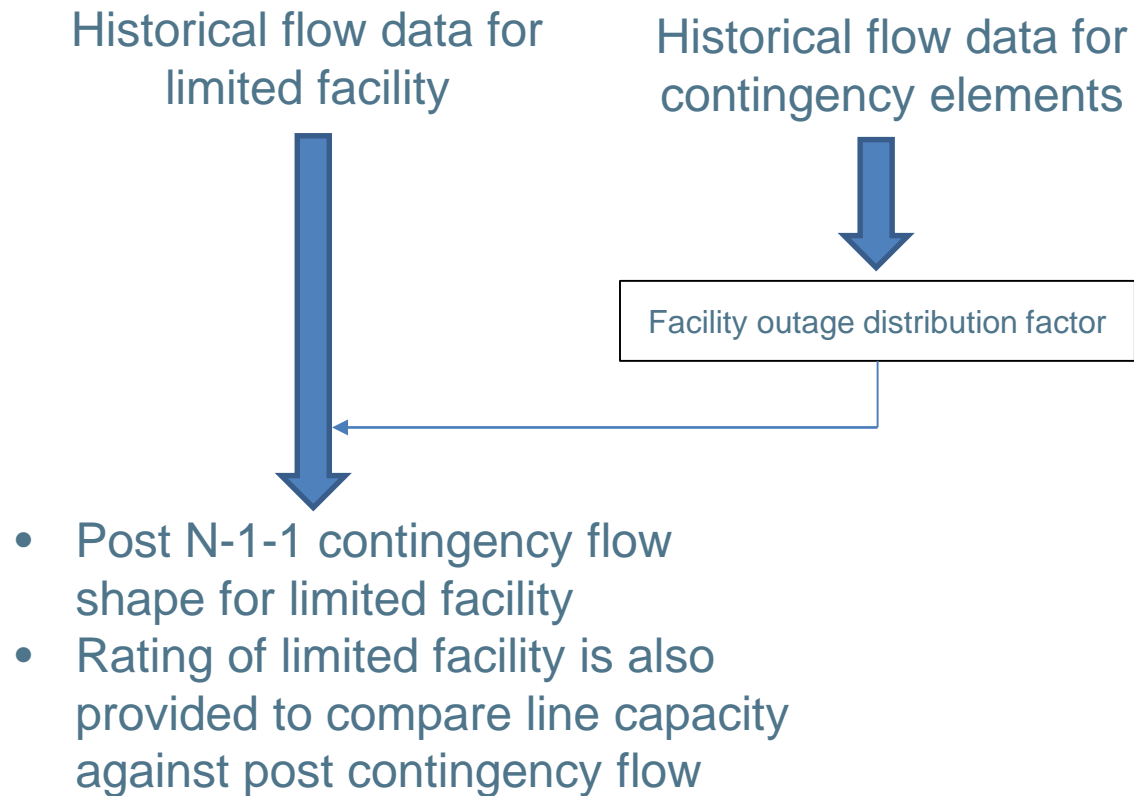 Historical flow data for
limited facility
Historical flow data for
contingency elements
Facility outage distribution factor
• Post N-1-1 contingency flow
shape for limited facility
• Rating of limited facility is also
provided to compare line capacity
against post contingency flow